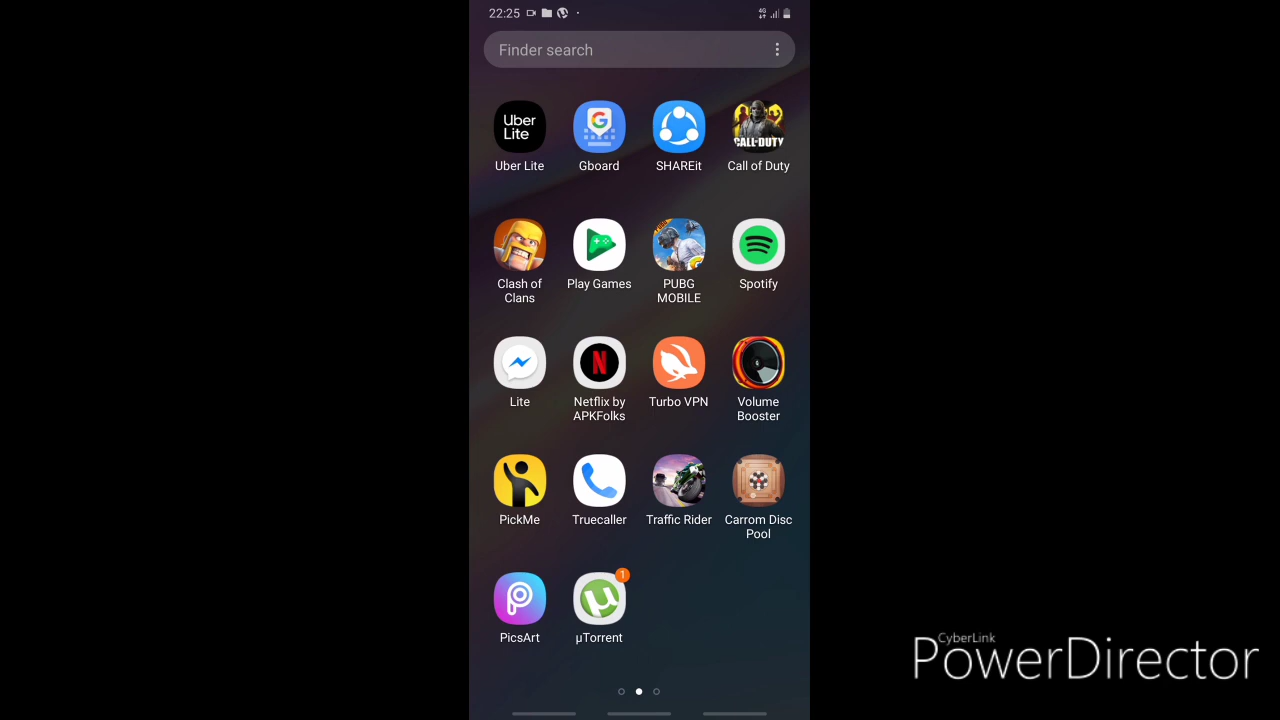 22:25
4G
Finder search
Uber
Lite
CALL·DUTY
Uber Lite
Gboard
SHAREit
Call of Duty
Clash of
Clans
Play Games
PUBG
MOBILE
Spotify
N
Lite
Netflix by
APKFolks
Turbo VPN
Volume
Booster
PickMe
Truecaller
Traffic Rider
Carrom Disc
Pool
1
µ
PicsArt
µTorrent
CyberLink
PowerDirector